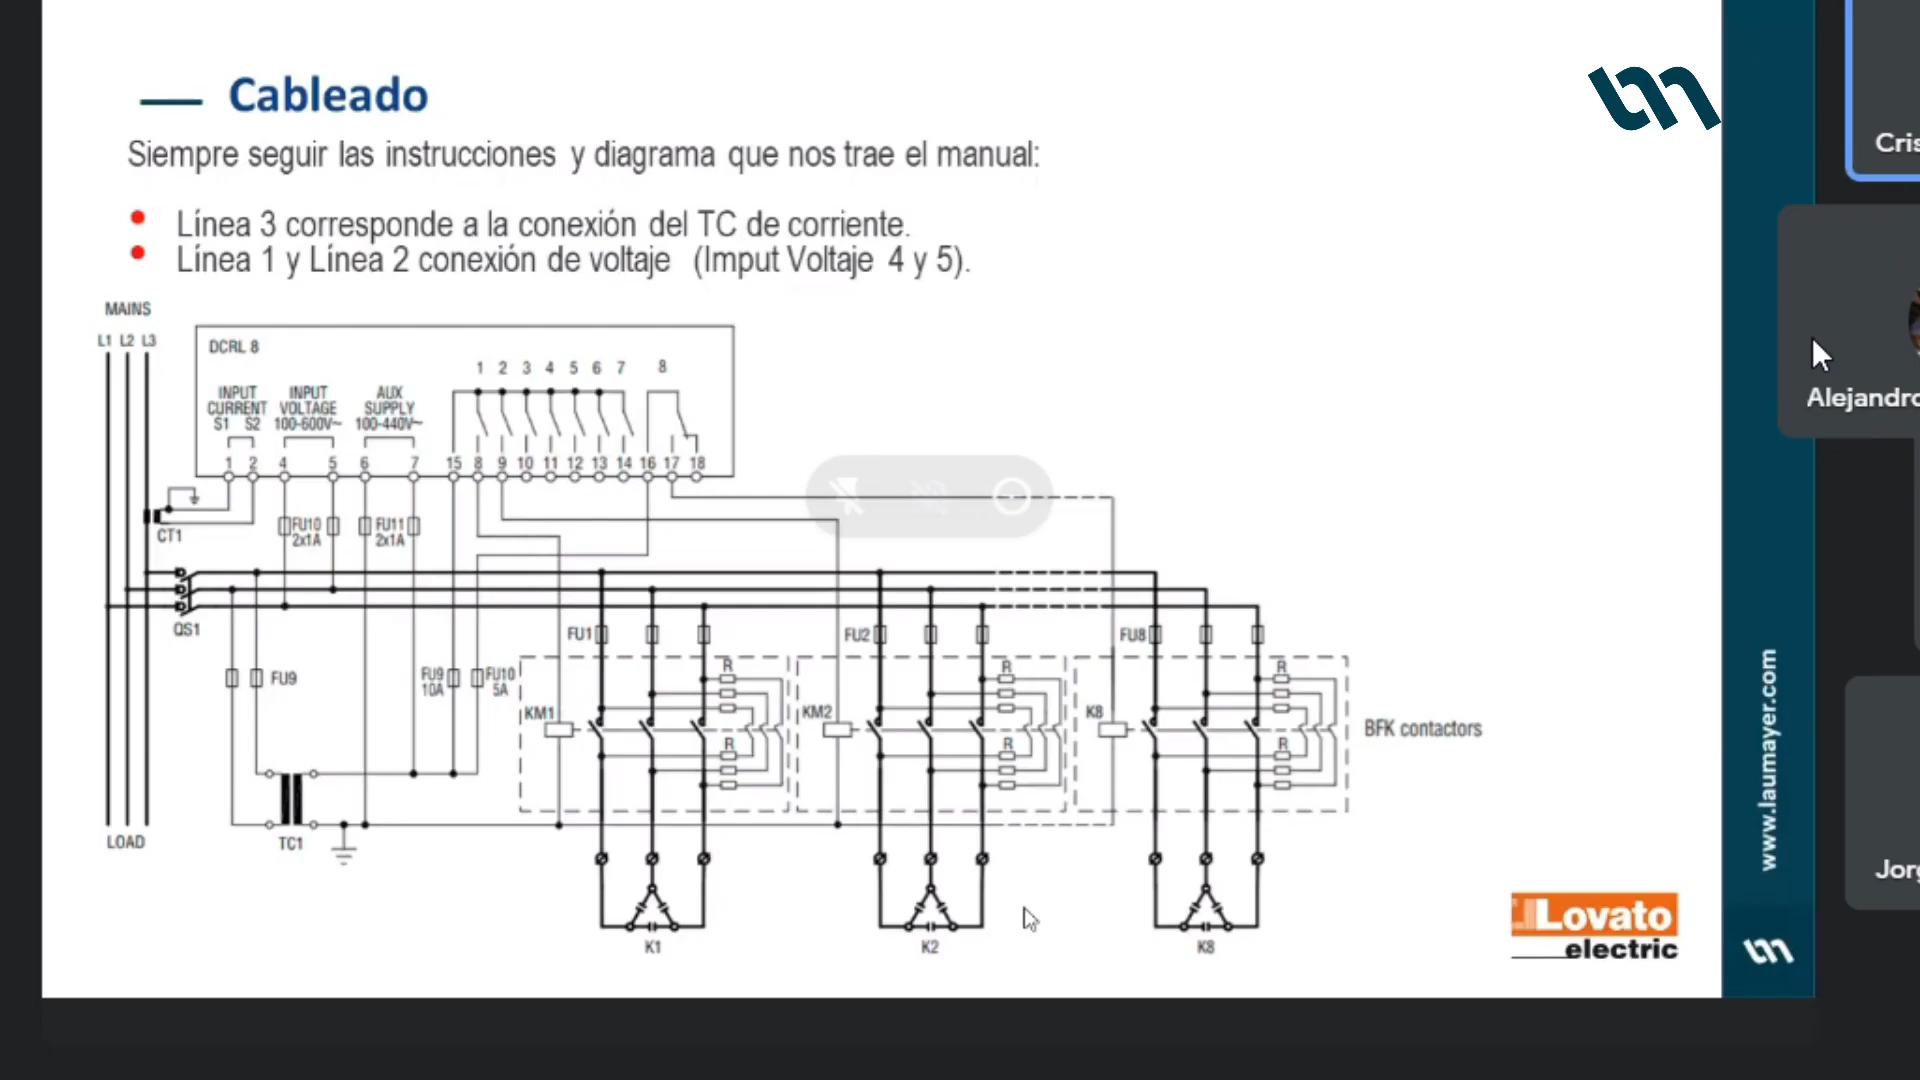 Cableado
Siempre seguir las instrucciones y diagrama que nos trae el manual:
Línea 3 corresponde a la conexión del TC de corriente.
Línea 1 y Línea 2 conexión de voltaje (Imput Voltaje 4 y 5).
MAINS
L1 L2 L3
DCRL 8
INPUT CURRENT
S1 S2
INPUT VOLTAGE
100-600V~
AUX SUPPLY
100-440V~
1 2 3 4 5 6 7 8
1 2 4 5 6 7 15 8 9 10 11 12 13 14 16 17 18
CT1
FU10
2x1A
FU11
2x1A
QS1
FU9
FU9
10A
FU10
5A
FU1
FU2
FU8
R
R
R
KM1
KM2
K8
R
R
R
BFK contactors
LOAD
TC1
K1
K2
K8
Lovato
electric
www.laumayer.com
Cris
Alejandro
Jorg